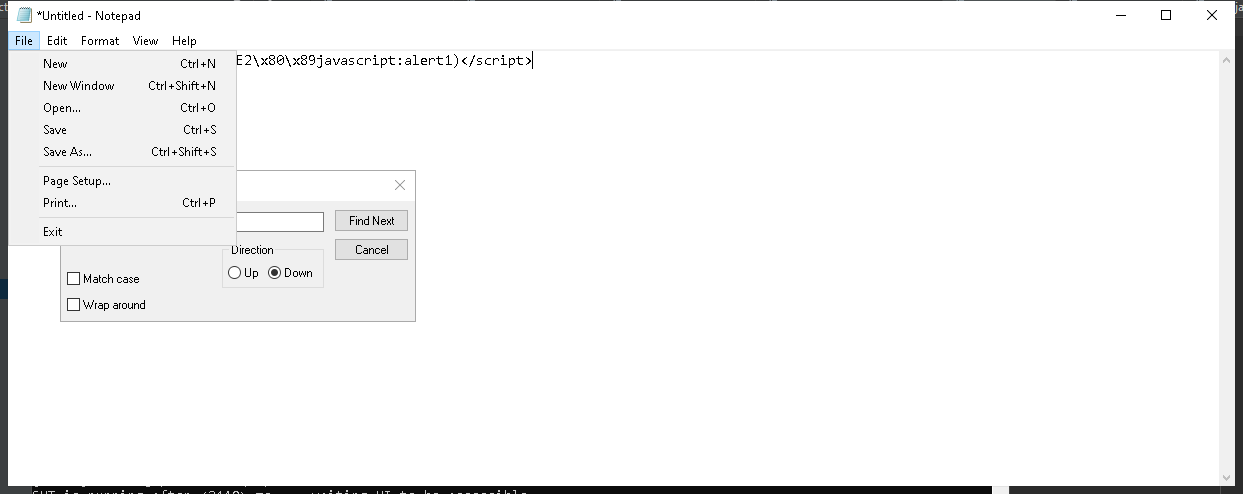 *Untitled - Notepad
File Edit Format View Help
E2\x80\x89javascript:alert1)</script>
New Ctrl+N
New Window Ctrl+Shift+N
Open... Ctrl+O
Save Ctrl+S
Save As... Ctrl+Shift+S
Page Setup...
Print... Ctrl+P
Exit
Find Next
Cancel
Direction
Up Down
Match case
Wrap around